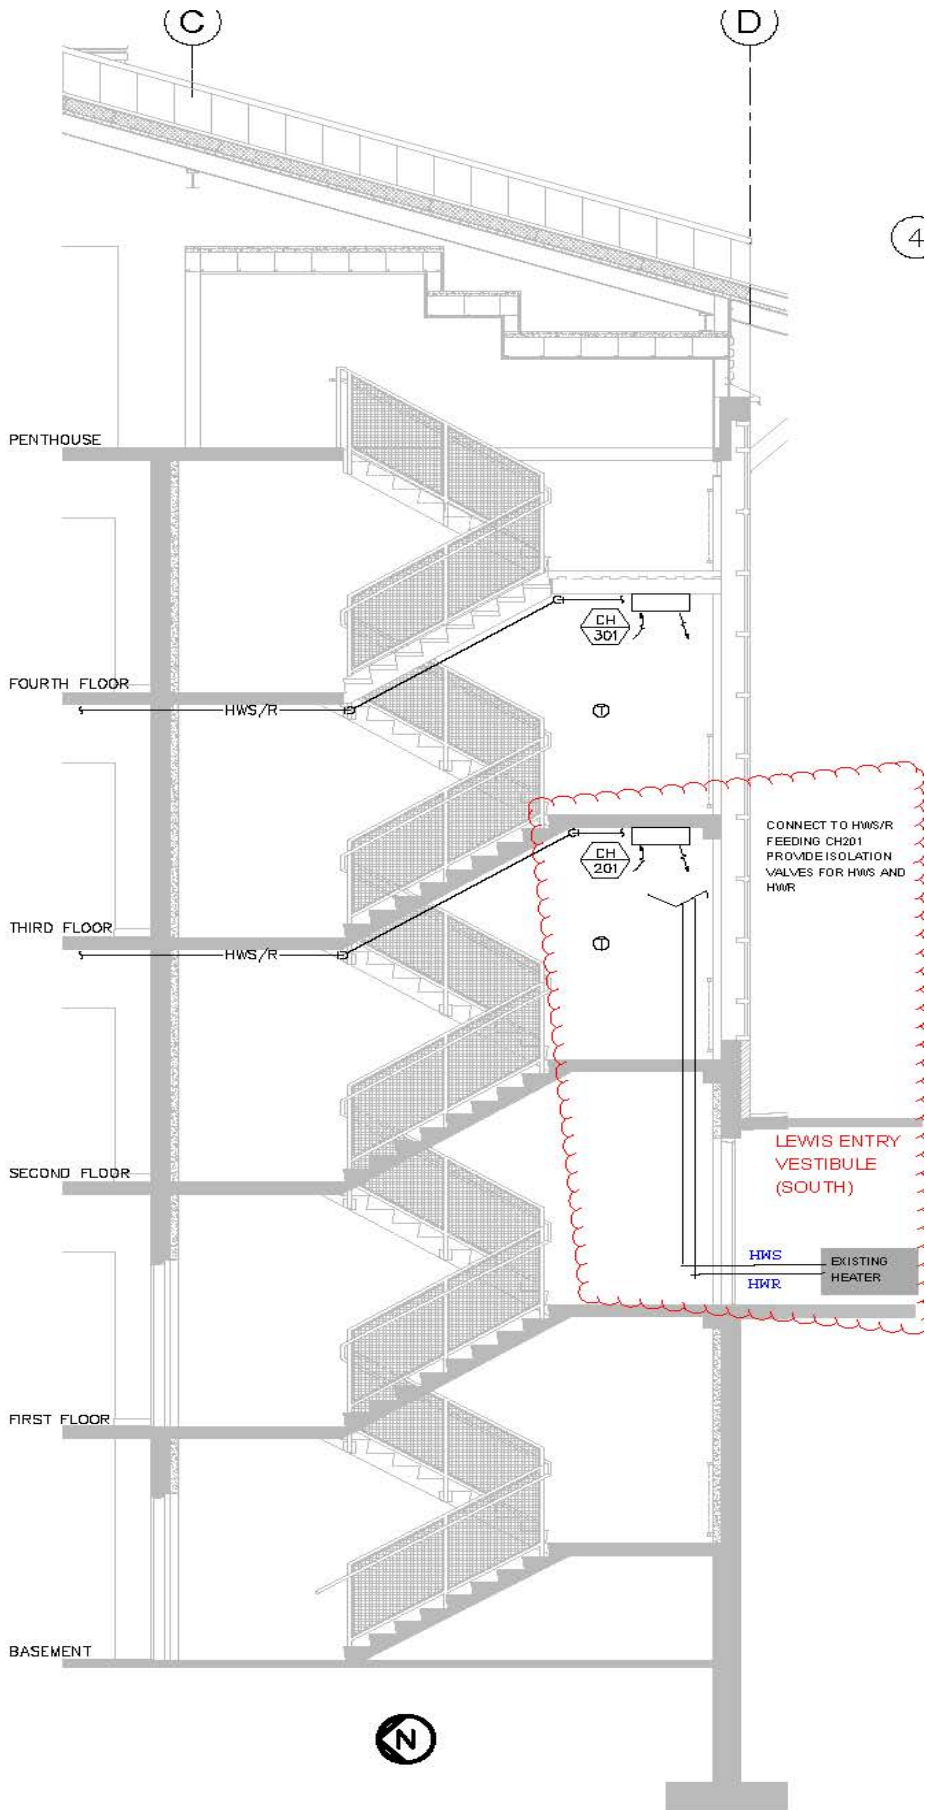 C
D
4
PENTHOUSE
CH
301
FOURTH FLOOR
HWS/R
T
CONNECT TO HWS/R
FEEDING CH201
PROVIDE ISOLATION
VALVES FOR HWS AND
HWR
CH
201
THIRD FLOOR
HWS/R
T
LEWIS ENTRY
VESTIBULE
(SOUTH)
SECOND FLOOR
HWS
EXISTING
HEATER
HWR
FIRST FLOOR
BASEMENT
N